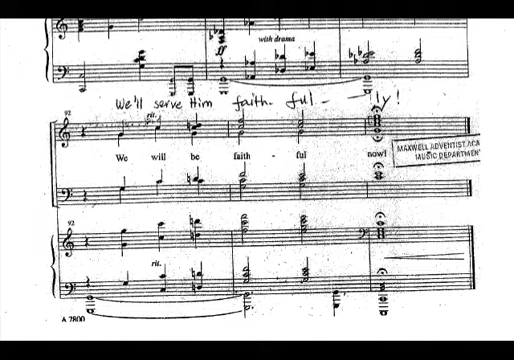 with drama
ff
We'll serve Him faith- ful - ly!
92
rit.
We will be faith - ful now!
MAXWELL ADVENTIST ACA
MUSIC DEPARTMENT
92
rit.
A 7800